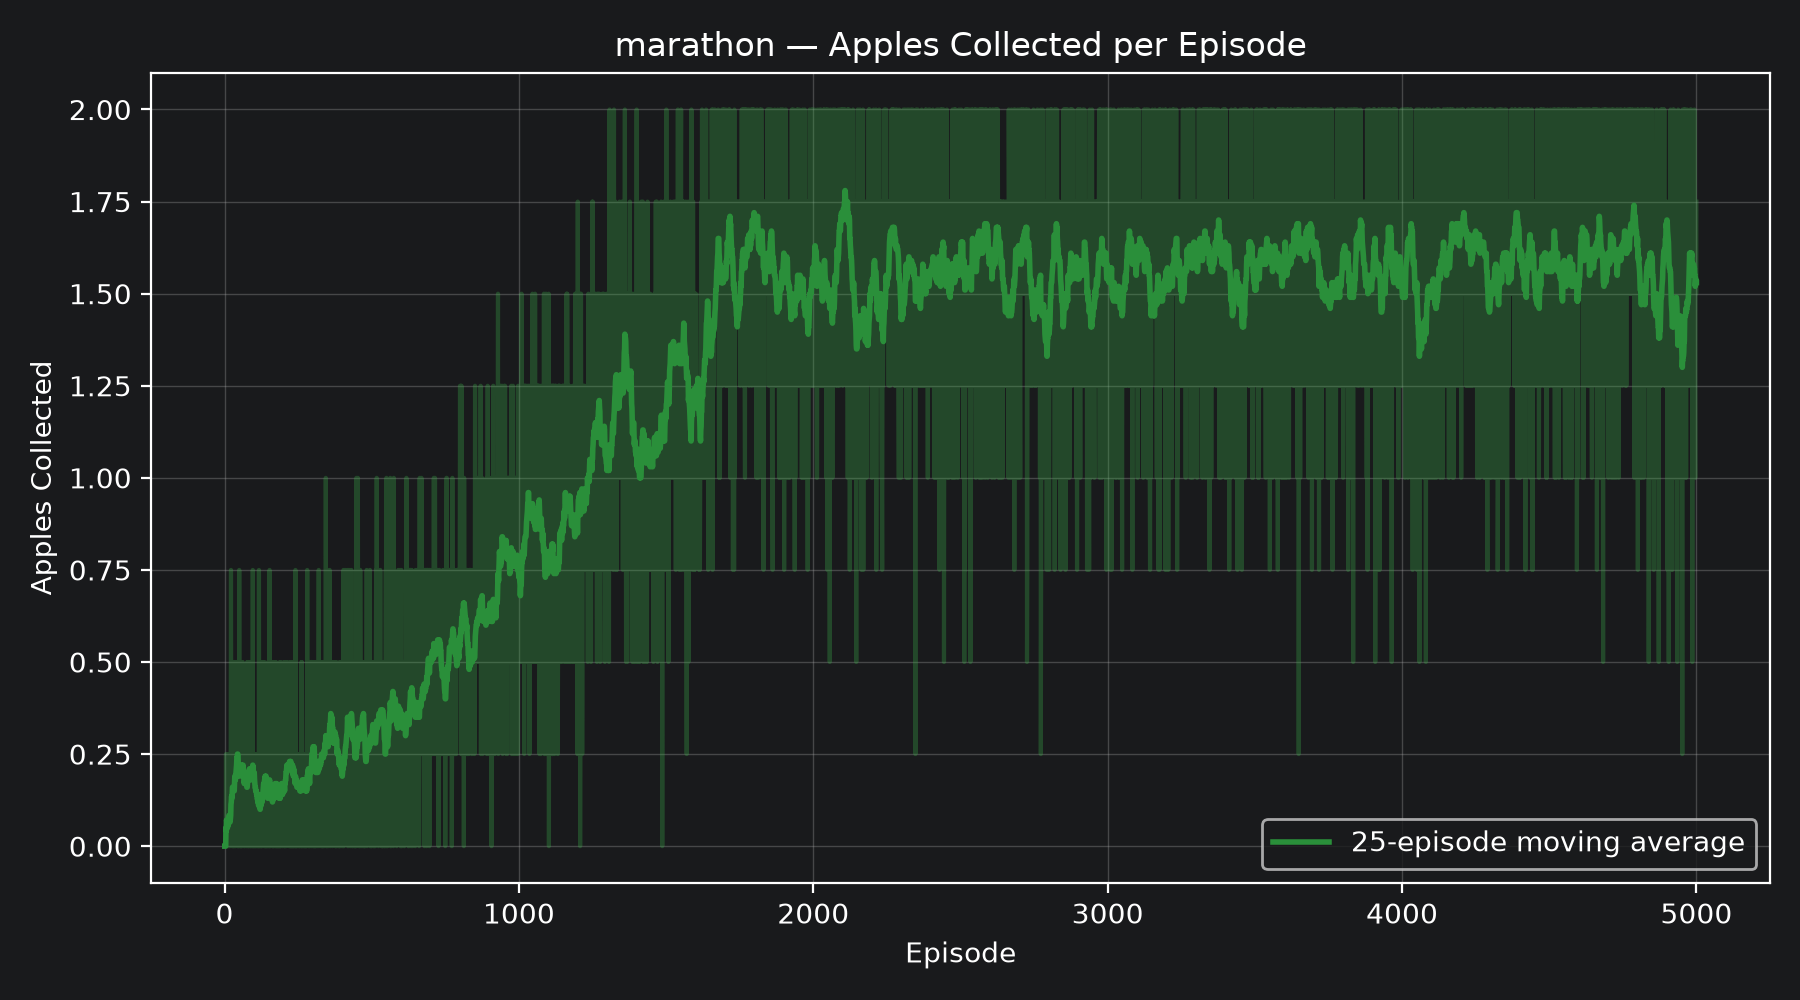 marathon — Apples Collected per Episode
2.00
1.75
1.50
1.25
1.00
0.75
0.50
0.25
0.00
Apples Collected
25-episode moving average
0 1000 2000 3000 4000 5000
Episode